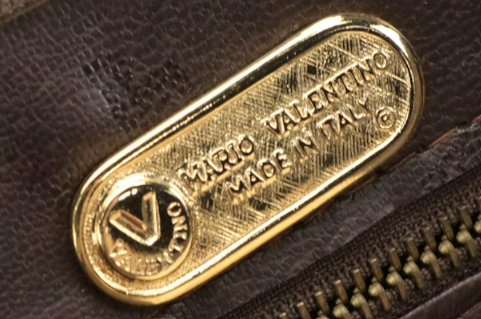 MARIO VALENTINO
MADE IN ITALY ©
V
VALENTINO